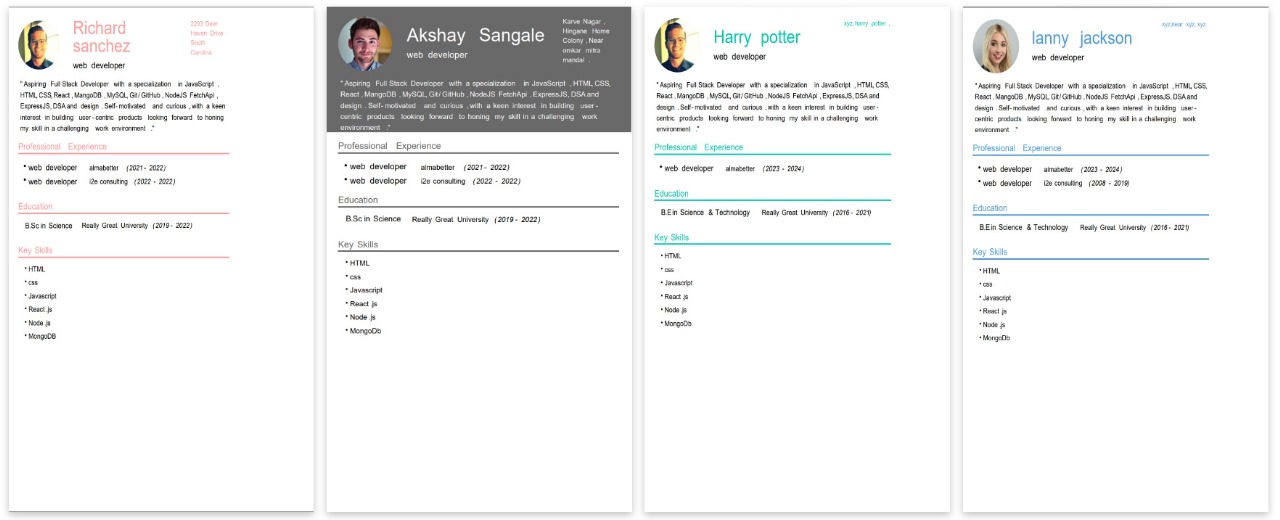 Richard
sanchez
web developer
2293 Deer
Haven Drive
South
Carolina
"Aspiring Full Stack Developer with a specialization in JavaScript ,
HTML,CSS, React , MangoDB , MySQL, Git/ GitHub , NodeJS FetchApi ,
ExpressJS, DSA and design . Self- motivated and curious , with a keen
interest in building user - centric products looking forward to honing
my skill in a challenging work environment ."
Professional Experience
• web developer almabetter (2021 - 2022)
• web developer i2e consulting (2022 - 2022)
Education
B.Sc in Science Really Great University (2019 - 2022)
Key Skills
• HTML
• css
• Javascript
• React .js
• Node .js
• MongoDB
Akshay Sangale
web developer
Karve Nagar ,
Hingane Home
Colony , Near
omkar mitra
mandal .
"Aspiring Full Stack Developer with a specialization in JavaScript , HTML,CSS,
React , MangoDB , MySQL, Git/ GitHub , NodeJS FetchApi , ExpressJS, DSA and
design . Self- motivated and curious , with a keen interest in building user -
centric products looking forward to honing my skill in a challenging work
environment ."
Professional Experience
• web developer almabetter (2021 - 2022)
• web developer i2e consulting (2022 - 2022)
Education
B.Sc in Science Really Great University (2019 - 2022)
Key Skills
• HTML
• css
• Javascript
• React .js
• Node .js
• MongoDb
Harry potter
web developer
xyz, harry potter ,
"Aspiring Full Stack Developer with a specialization in JavaScript , HTML,CSS,
React , MangoDB , MySQL, Git/ GitHub , NodeJS FetchApi , ExpressJS, DSA and
design . Self- motivated and curious , with a keen interest in building user -
centric products looking forward to honing my skill in a challenging work
environment ."
Professional Experience
• web developer almabetter (2023 - 2024)
Education
B.E in Science & Technology Really Great University (2016 - 2021)
Key Skills
• HTML
• css
• Javascript
• React .js
• Node .js
• MongoDb
lanny jackson
web developer
xyz,near xyz, xyz
"Aspiring Full Stack Developer with a specialization in JavaScript , HTML,CSS,
React , MangoDB , MySQL, Git/ GitHub , NodeJS FetchApi , ExpressJS, DSA and
design . Self- motivated and curious , with a keen interest in building user -
centric products looking forward to honing my skill in a challenging work
environment ."
Professional Experience
• web developer almabetter (2023 - 2024)
• web developer i2e consulting (2008 - 2019)
Education
B.E in Science & Technology Really Great University (2016 - 2021)
Key Skills
• HTML
• css
• Javascript
• React .js
• Node .js
• MongoDb